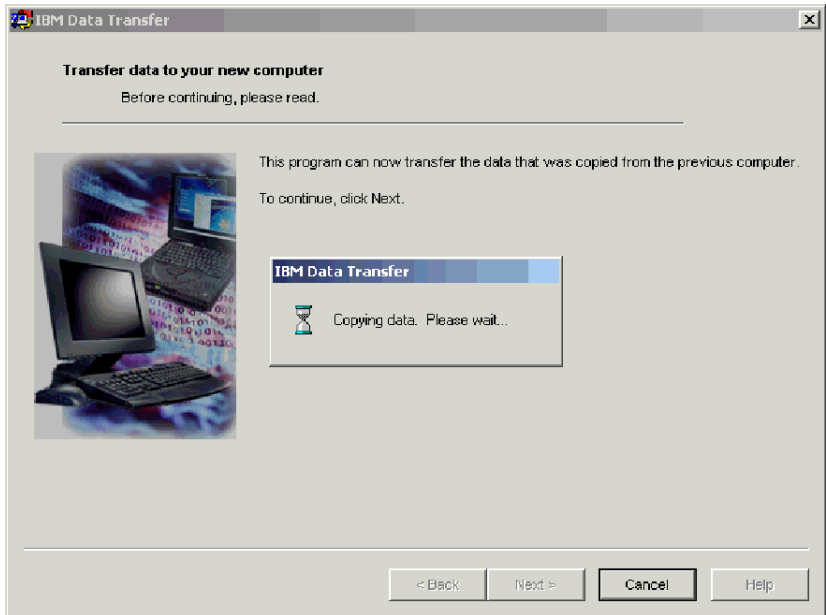 IBM Data Transfer
Transfer data to your new computer
Before continuing, please read.
This program can now transfer the data that was copied from the previous computer.
To continue, click Next.
IBM Data Transfer
Copying data. Please wait...
< Back Next > Cancel Help